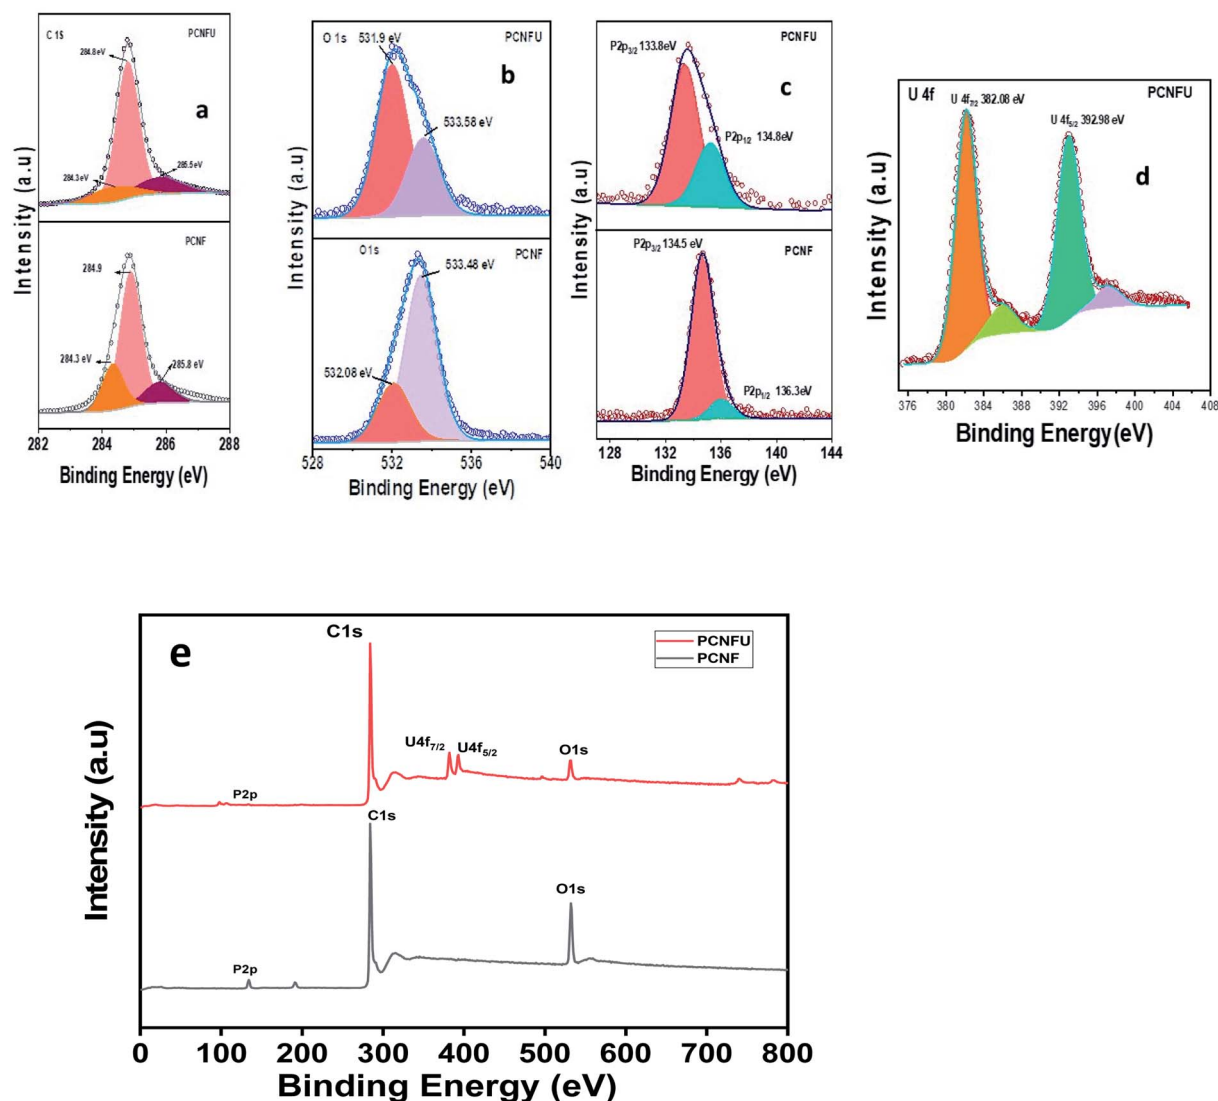 C 1S
PCNFU
284.8 eV
a
284.3 eV
285.5 eV
PCNF
284.9
284.3 eV
285.8 eV
282 284 286 288
Binding Energy (eV)
Intensity (a.u)
O 1s 531.9 eV PCNFU
b
533.58 eV
O1s PCNF
533.48 eV
532.08 eV
528 532 536 540
Binding Energy (eV)
Intensity (a.u)
PCNFU
P2p3/2 133.8eV
c
P2p1/2 134.8eV
PCNF
P2p3/2 134.5 eV
P2p1/2 136.3eV
128 132 136 140 144
Binding Energy (eV)
Intensity (a.u)
U 4f U 4f7/2 382.08 eV PCNFU
U 4f5/2 392.98 eV
d
376 380 384 388 392 396 400 404 408
Binding Energy(eV)
Intensity (a.u)
e
C1s
PCNFU
PCNF
U4f7/2 U4f5/2
O1s
P2p
C1s
O1s
P2p
0 100 200 300 400 500 600 700 800
Binding Energy (eV)
Intensity (a.u)